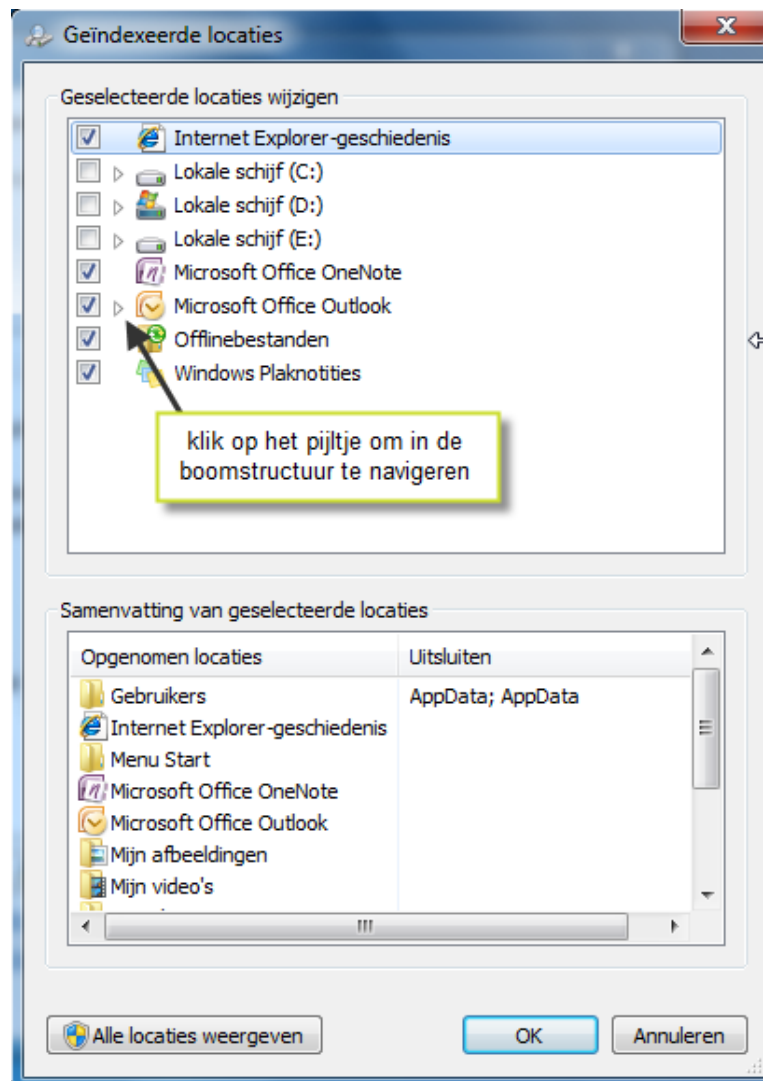 Geïndexeerde locaties
Geselecteerde locaties wijzigen
Internet Explorer-geschiedenis
Lokale schijf (C:)
Lokale schijf (D:)
Lokale schijf (E:)
Microsoft Office OneNote
Microsoft Office Outlook
Offlinebestanden
Windows Plaknotities
klik op het pijltje om in de
boomstructuur te navigeren
Samenvatting van geselecteerde locaties
Opgenomen locaties Uitsluiten
Gebruikers AppData; AppData
Internet Explorer-geschiedenis
Menu Start
Microsoft Office OneNote
Microsoft Office Outlook
Mijn afbeeldingen
Mijn video's
Alle locaties weergeven OK Annuleren